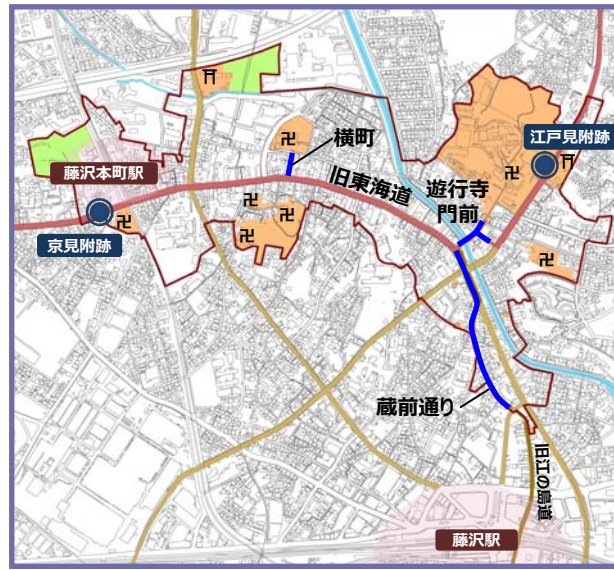 江戸見附跡
横町
藤沢本町駅
旧東海道
遊行寺
門前
京見附跡
蔵前通り
旧江の島道
藤沢駅